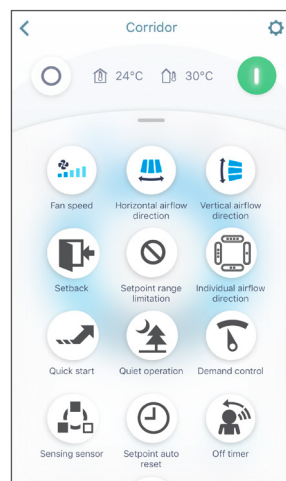 Corridor
24°C 30°C
Fan speed
Horizontal airflow
direction
Vertical airflow
direction
Setback
Setpoint range
limitation
Individual airflow
direction
Quick start
Quiet operation
Demand control
Sensing sensor
Setpoint auto
reset
Off timer